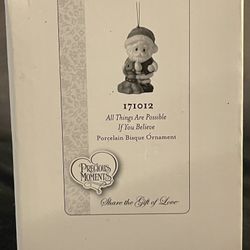 171012
All Things Are Possible
If You Believe
Porcelain Bisque Ornament
PRECIOUS
MOMENTS
Share the Gift of Love